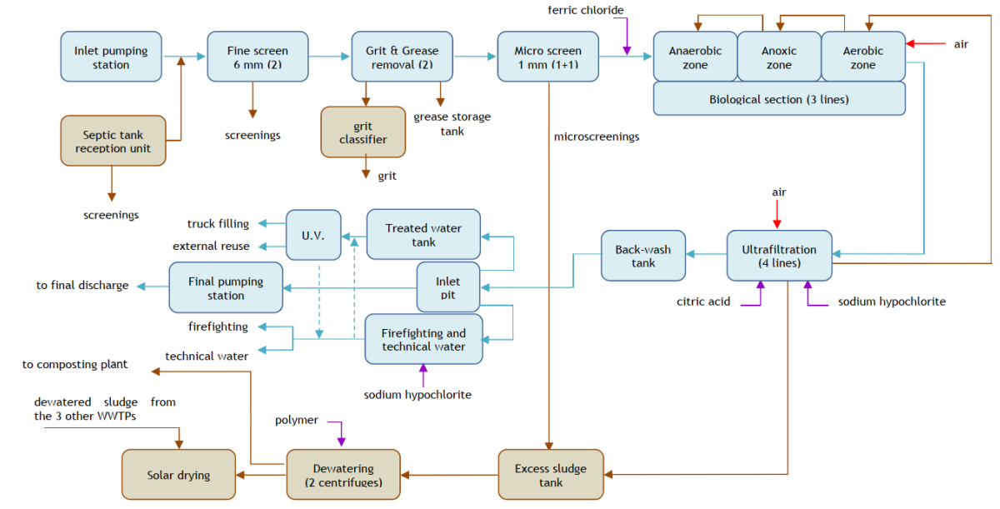 ferric chloride
Inlet pumping
station
Fine screen
6 mm (2)
Grit & Grease
removal (2)
Micro screen
1 mm (1+1)
Anaerobic
zone
Anoxic
zone
Aerobic
zone
air
Biological section (3 lines)
Septic tank
reception unit
screenings
grit
classifier
grease storage
tank
microscreenings
grit
screenings
air
truck filling
external reuse
U.V.
Treated water
tank
Back-wash
tank
Ultrafiltration
(4 lines)
to final discharge
Final pumping
station
Inlet
pit
citric acid
sodium hypochlorite
firefighting
technical water
Firefighting and
technical water
to composting plant
sodium hypochlorite
dewatered sludge from
the 3 other WWTPs
polymer
Solar drying
Dewatering
(2 centrifuges)
Excess sludge
tank